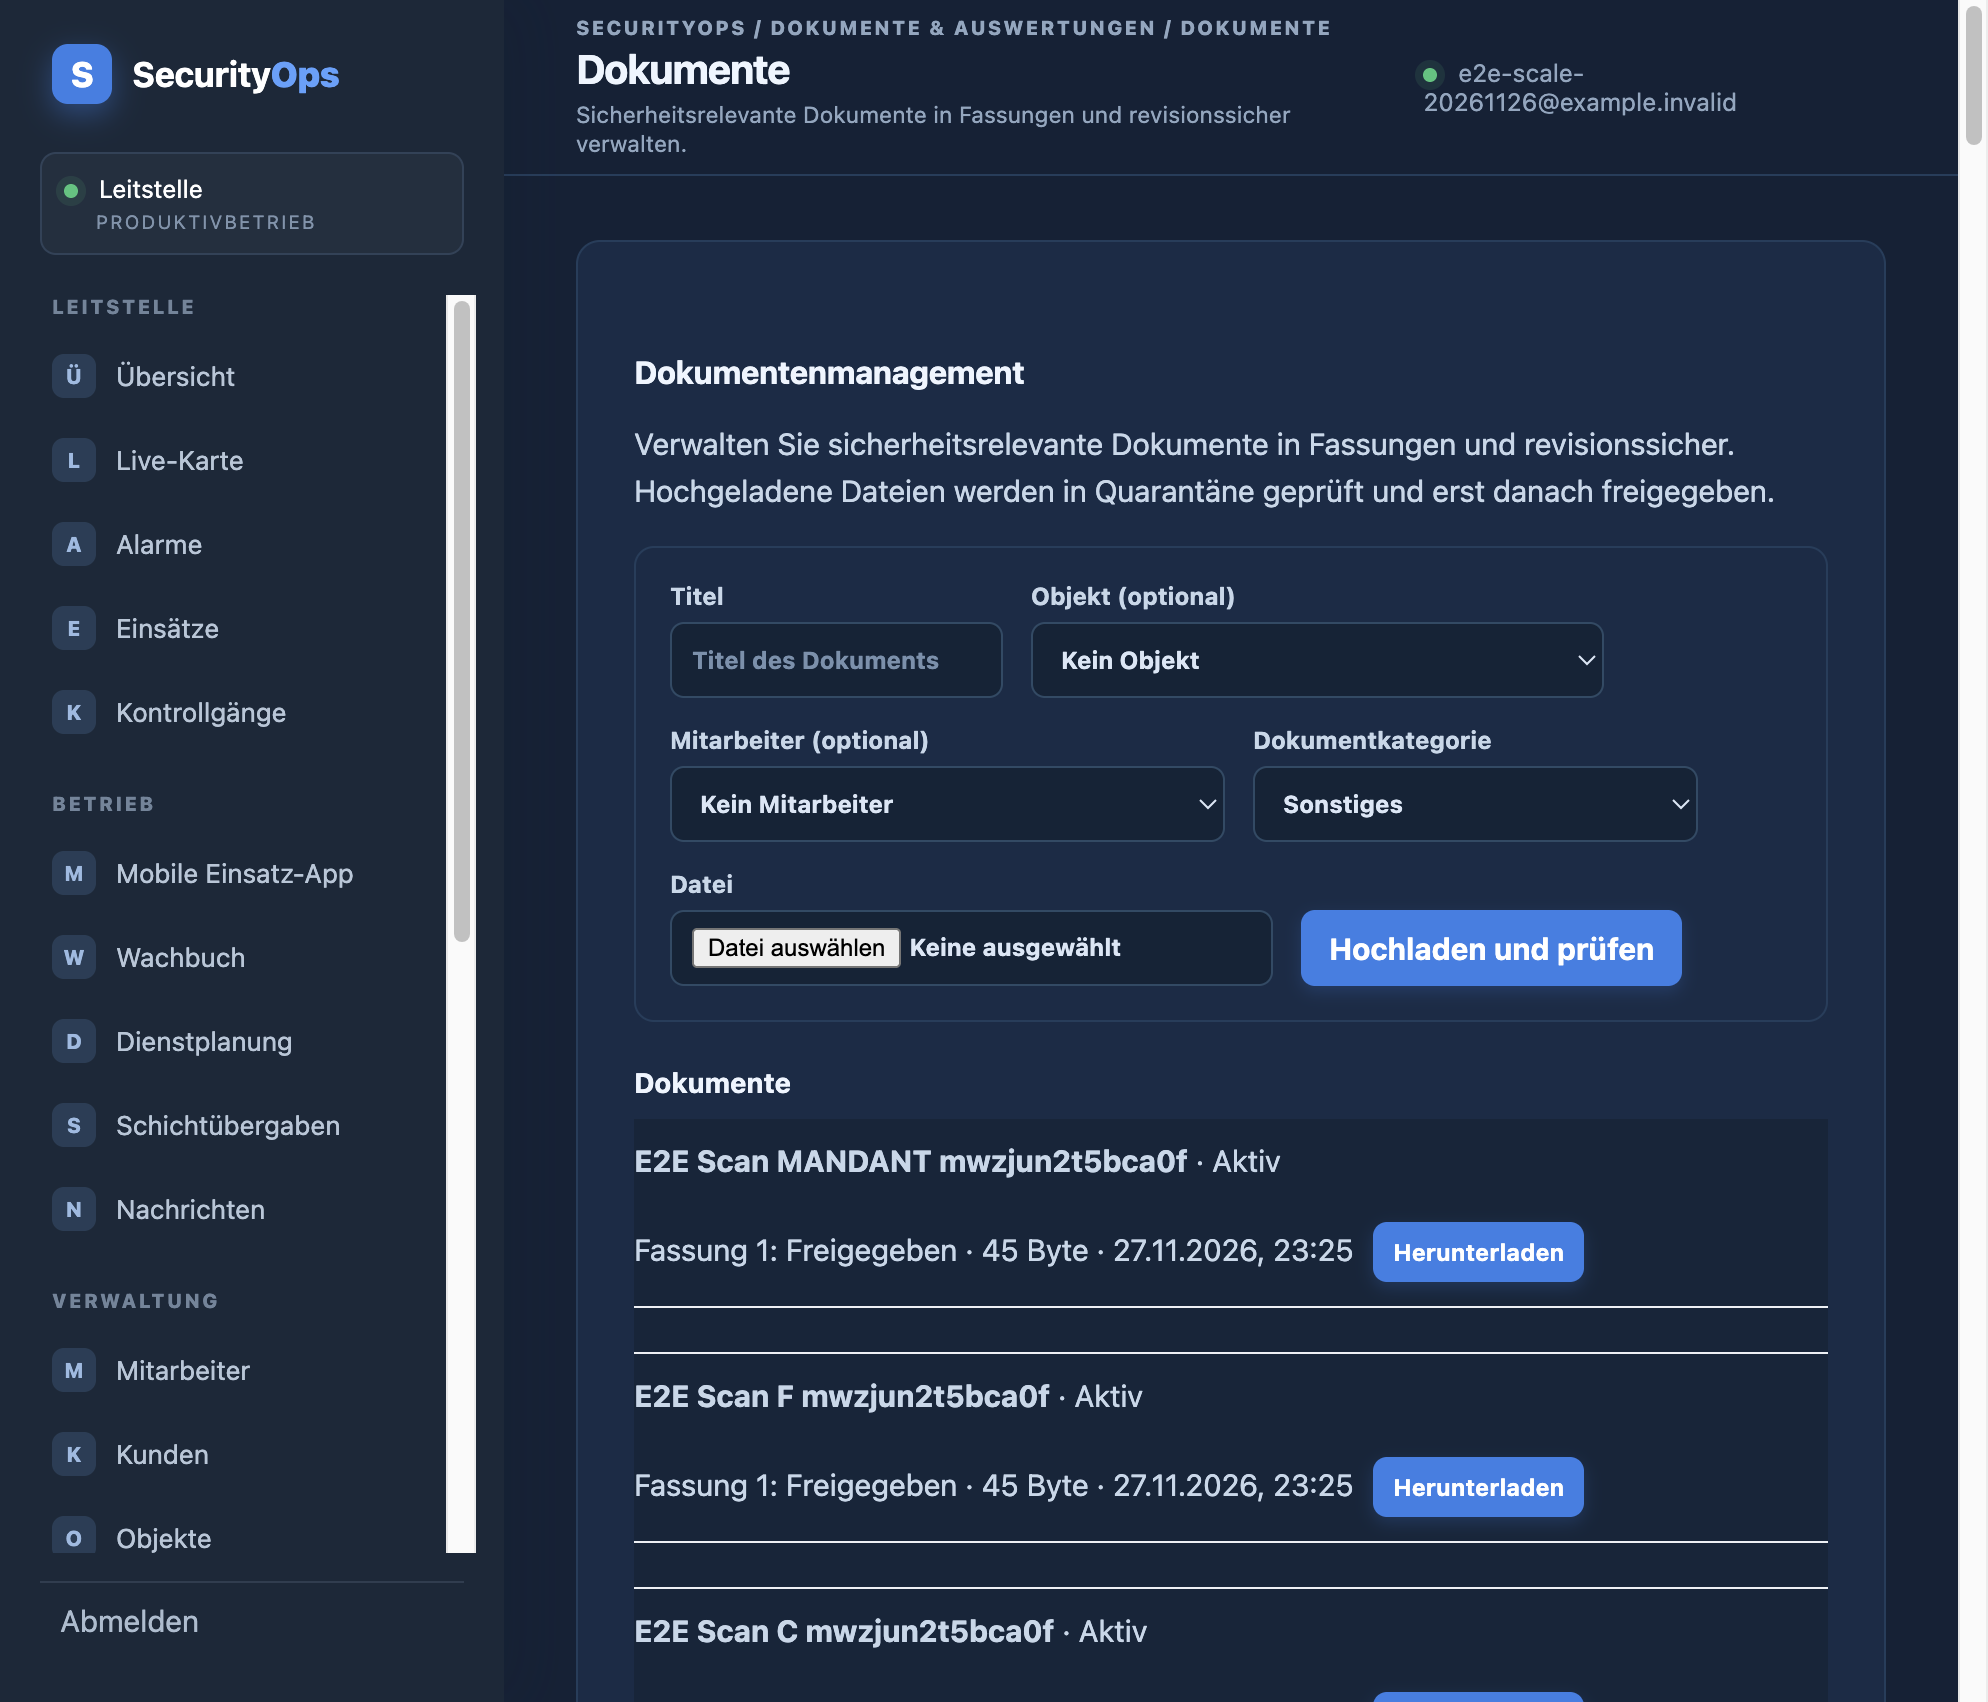 S SecurityOps
Leitstelle
PRODUKTIVBETRIEB
LEITSTELLE
Ü Übersicht
L Live-Karte
A Alarme
E Einsätze
K Kontrollgänge
BETRIEB
M Mobile Einsatz-App
W Wachbuch
D Dienstplanung
S Schichtübergaben
N Nachrichten
VERWALTUNG
M Mitarbeiter
K Kunden
O Objekte
Abmelden
SECURITYOPS / DOKUMENTE & AUSWERTUNGEN / DOKUMENTE
Dokumente
Sicherheitsrelevante Dokumente in Fassungen und revisionssicher
verwalten.
e2e-scale-
20261126@example.invalid
Dokumentenmanagement
Verwalten Sie sicherheitsrelevante Dokumente in Fassungen und revisionssicher.
Hochgeladene Dateien werden in Quarantäne geprüft und erst danach freigegeben.
Titel
Titel des Dokuments
Objekt (optional)
Kein Objekt
Mitarbeiter (optional)
Kein Mitarbeiter
Dokumentkategorie
Sonstiges
Datei
Datei auswählen Keine ausgewählt
Hochladen und prüfen
Dokumente
E2E Scan MANDANT mwzjun2t5bca0f · Aktiv
Fassung 1: Freigegeben · 45 Byte · 27.11.2026, 23:25 Herunterladen
E2E Scan F mwzjun2t5bca0f · Aktiv
Fassung 1: Freigegeben · 45 Byte · 27.11.2026, 23:25 Herunterladen
E2E Scan C mwzjun2t5bca0f · Aktiv